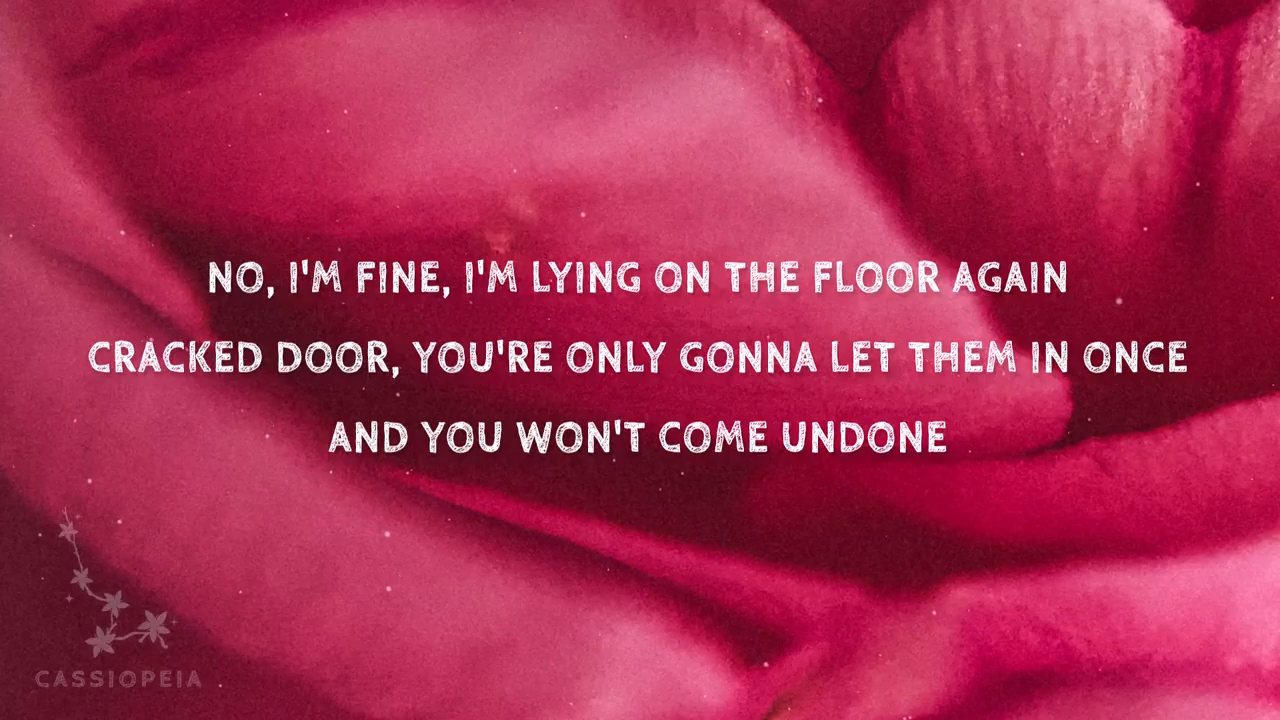 NO, I'M FINE, I'M LYING ON THE FLOOR AGAIN
CRACKED DOOR, YOU'RE ONLY GONNA LET THEM IN ONCE
AND YOU WON'T COME UNDONE
CASSIOPEIA